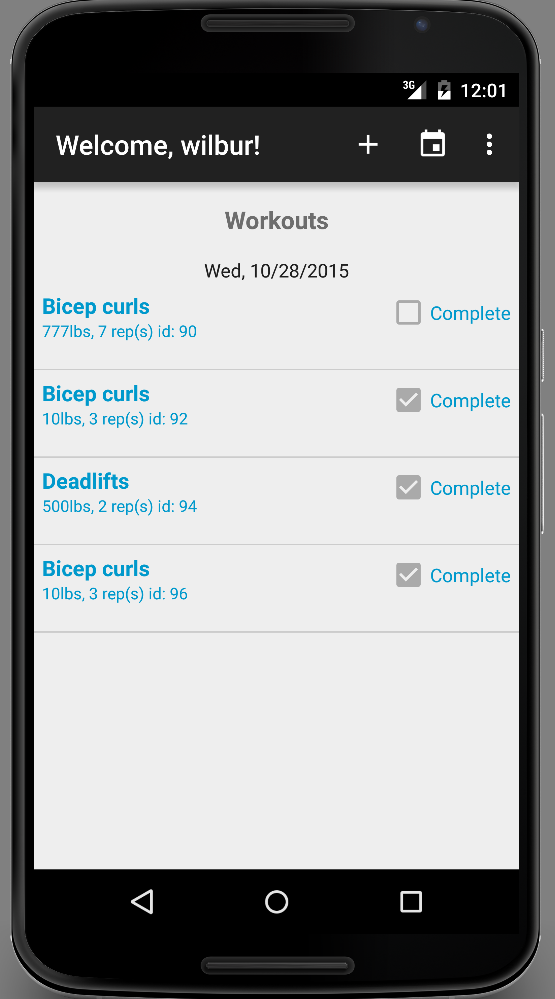 3G 12:01
Welcome, wilbur!
Workouts
Wed, 10/28/2015
Bicep curls
Complete
777lbs, 7 rep(s) id: 90
Bicep curls
Complete
10lbs, 3 rep(s) id: 92
Deadlifts
Complete
500lbs, 2 rep(s) id: 94
Bicep curls
Complete
10lbs, 3 rep(s) id: 96